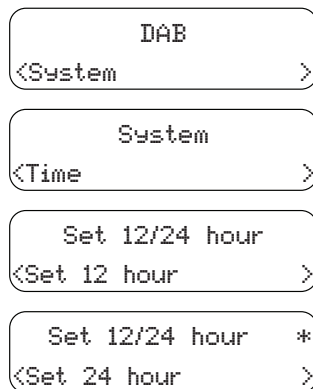 DAB
<System >
System
<Time >
Set 12/24 hour
<Set 12 hour >
Set 12/24 hour *
<Set 24 hour >